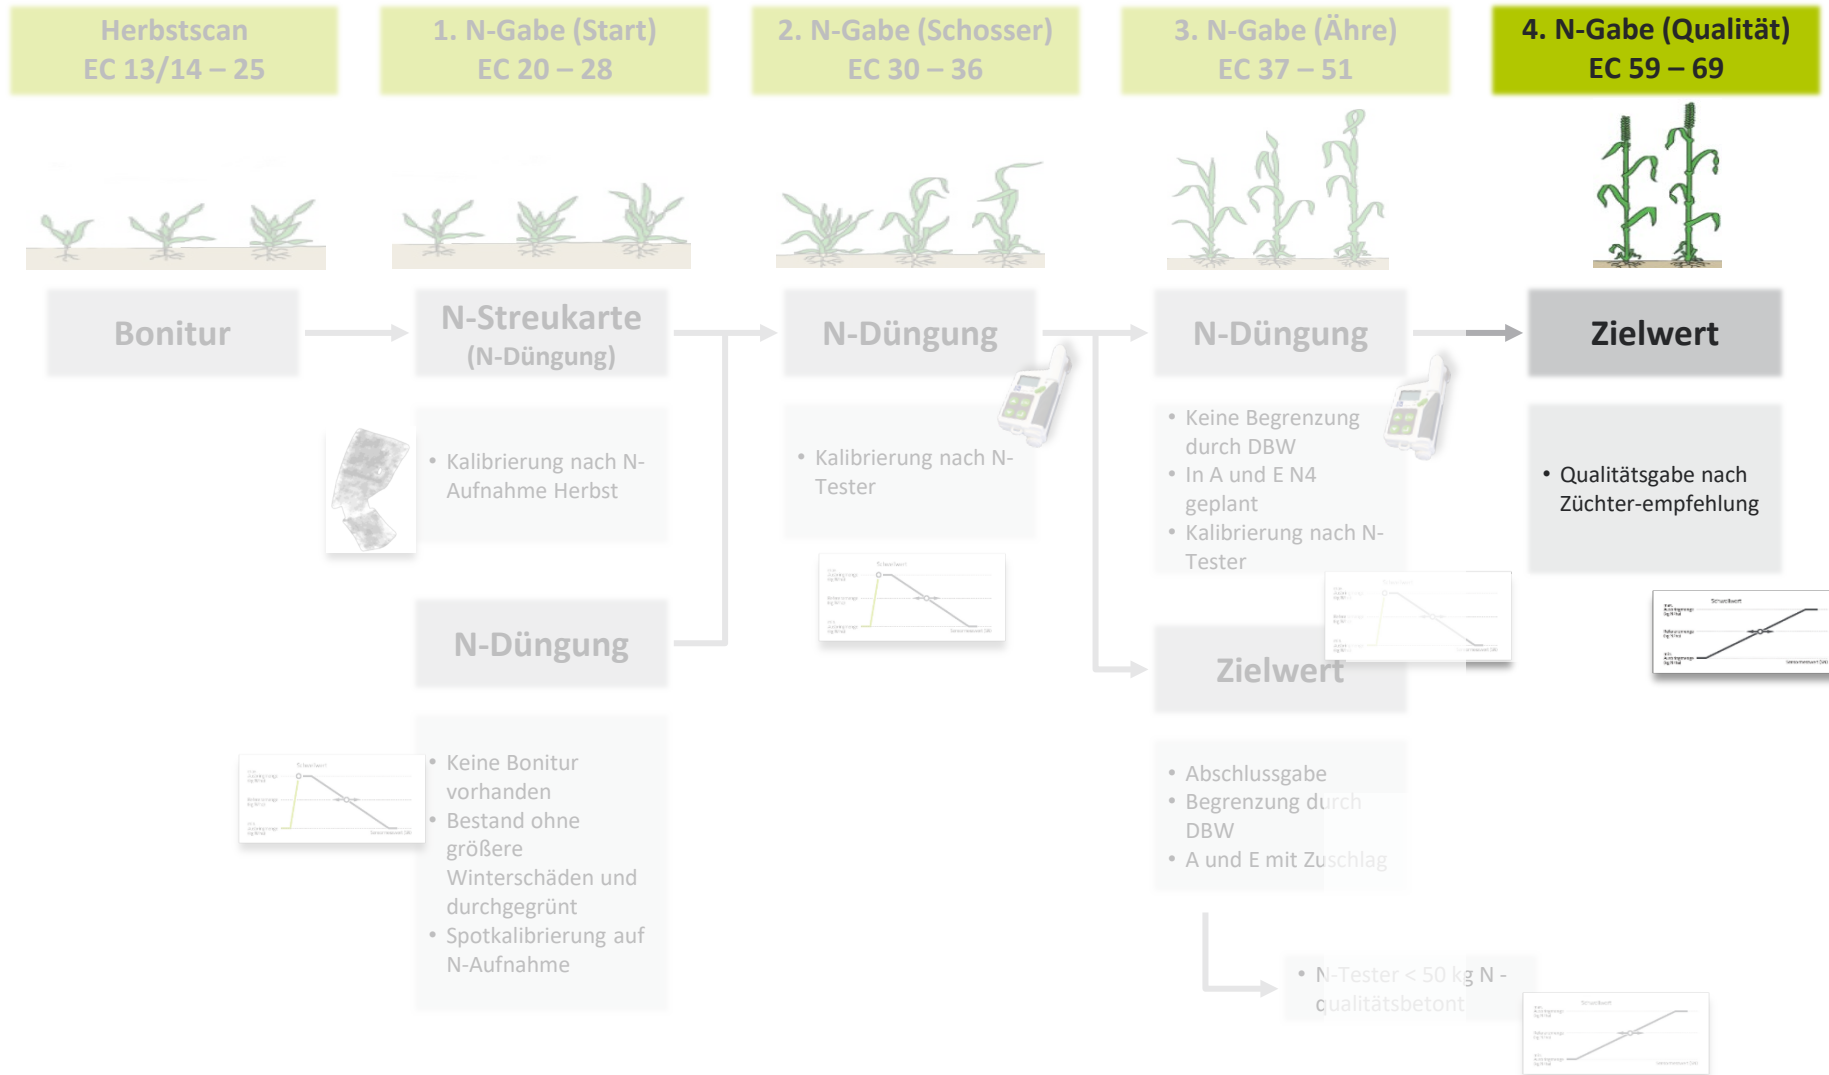 Herbstscan
EC 13/14 – 25
1. N-Gabe (Start)
EC 20 – 28
2. N-Gabe (Schosser)
EC 30 – 36
3. N-Gabe (Ähre)
EC 37 – 51
4. N-Gabe (Qualität)
EC 59 – 69
Bonitur
N-Streukarte
(N-Düngung)
N-Düngung
N-Düngung
Zielwert
• Kalibrierung nach N-
Aufnahme Herbst
• Kalibrierung nach N-
Tester
• Keine Begrenzung
durch DBW
• In A und E N4
geplant
• Kalibrierung nach N-
Tester
• Qualitätsgabe nach
Züchter-empfehlung
Schwellwert
N-Düngung
Zielwert
• Keine Bonitur
vorhanden
• Bestand ohne
größere
Winterschäden und
durchgegrünt
• Spotkalibrierung auf
N-Aufnahme
• Abschlussgabe
• Begrenzung durch
DBW
• A und E mit Zuschlag
• N-Tester < 50 kg N -
qualitätsbetont
Schwellwert